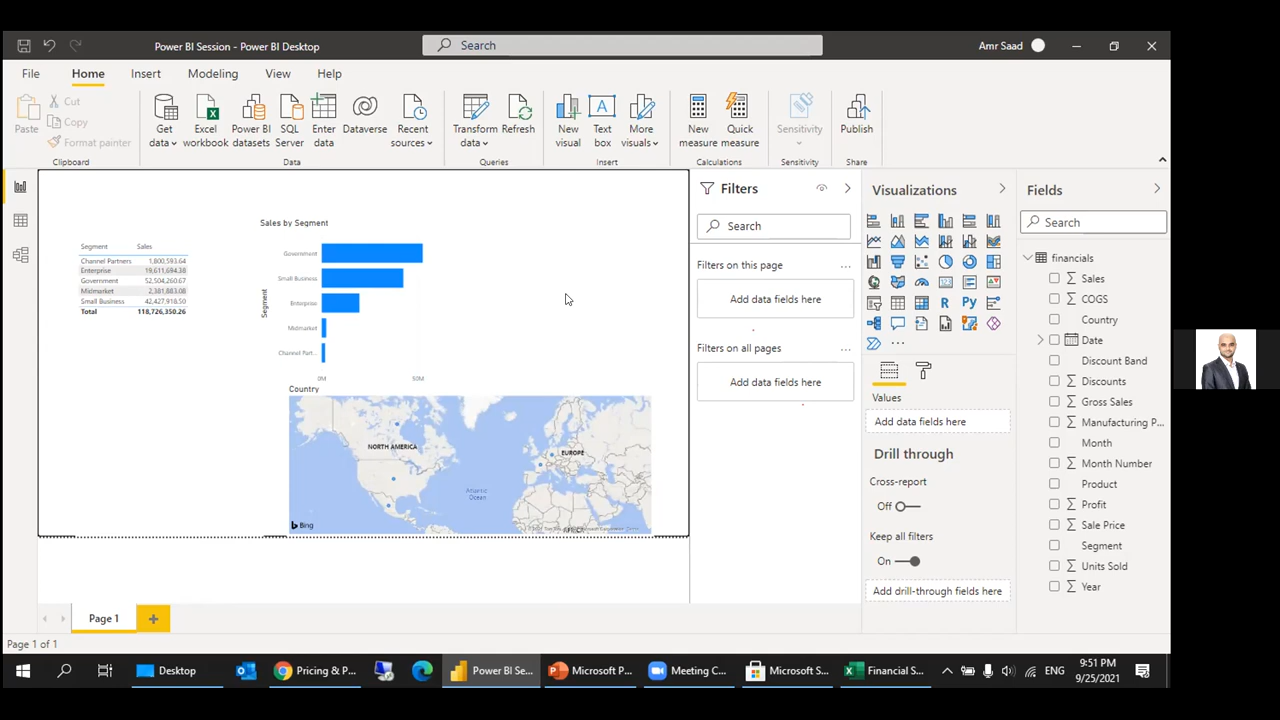 Power BI Session - Power BI Desktop
Search
Amr Saad
File Home Insert Modeling View Help
Paste
Cut
Copy
Format painter
Clipboard
Get data
Excel workbook
Power BI datasets
SQL Server
Enter data
Dataverse
Recent sources
Data
Transform data
Refresh
Queries
New visual
Text box
More visuals
Insert
New measure
Quick measure
Calculations
Sensitivity
Sensitivity
Publish
Share
Segment Sales
Channel Partners 1,800,593.64
Enterprise 19,611,694.38
Government 52,504,260.67
Midmarket 2,381,883.08
Small Business 42,427,918.50
Total 118,726,350.26
Sales by Segment
Segment
Government
Small Business
Enterprise
Midmarket
Channel Part...
0M 50M
Country
NORTH AMERICA
EUROPE
Atlantic
Ocean
AFRICA
Bing
Filters
Search
Filters on this page ...
Add data fields here
Filters on all pages ...
Add data fields here
Visualizations
R Py
...
Values
Add data fields here
Drill through
Cross-report
Off
Keep all filters
On
Add drill-through fields here
Fields
Search
financials
Sales
COGS
Country
Date
Discount Band
Discounts
Gross Sales
Manufacturing P...
Month
Month Number
Product
Profit
Sale Price
Segment
Units Sold
Year
Page 1
Page 1 of 1
Desktop
Pricing & P...
Power BI Se...
Microsoft P...
Meeting C...
Microsoft S...
Financial S...
ENG
9:51 PM
9/25/2021